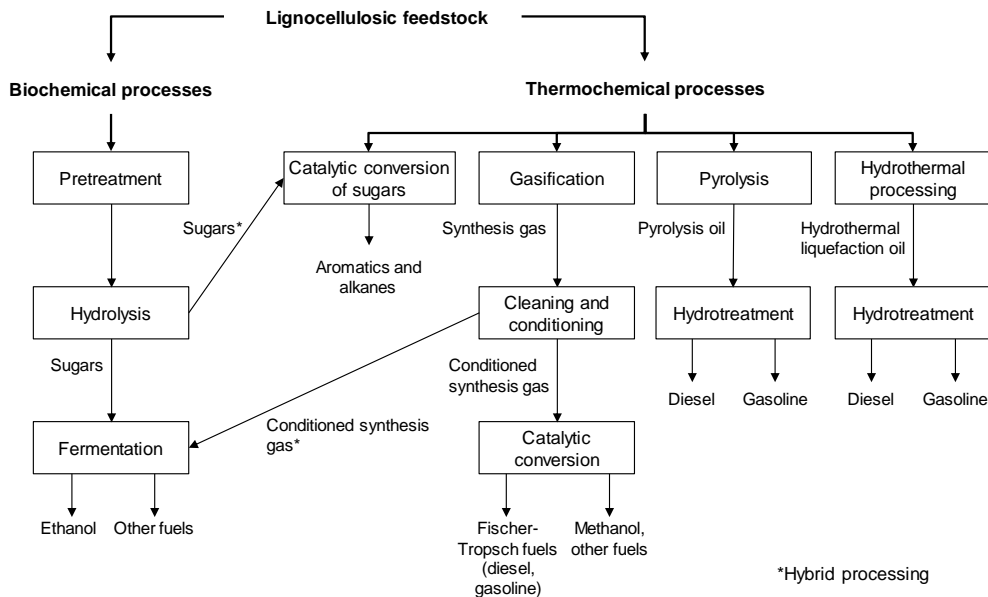 Lignocellulosic feedstock
Biochemical processes
Thermochemical processes
Pretreatment
Catalytic conversion
of sugars
Gasification
Pyrolysis
Hydrothermal
processing
Sugars*
Synthesis gas
Pyrolysis oil
Hydrothermal
liquefaction oil
Aromatics and
alkanes
Hydrolysis
Cleaning and
conditioning
Hydrotreatment
Hydrotreatment
Sugars
Conditioned
synthesis gas
Diesel
Gasoline
Diesel
Gasoline
Conditioned synthesis
gas*
Fermentation
Catalytic
conversion
Ethanol
Other fuels
Fischer-
Tropsch fuels
(diesel,
gasoline)
Methanol,
other fuels
*Hybrid processing